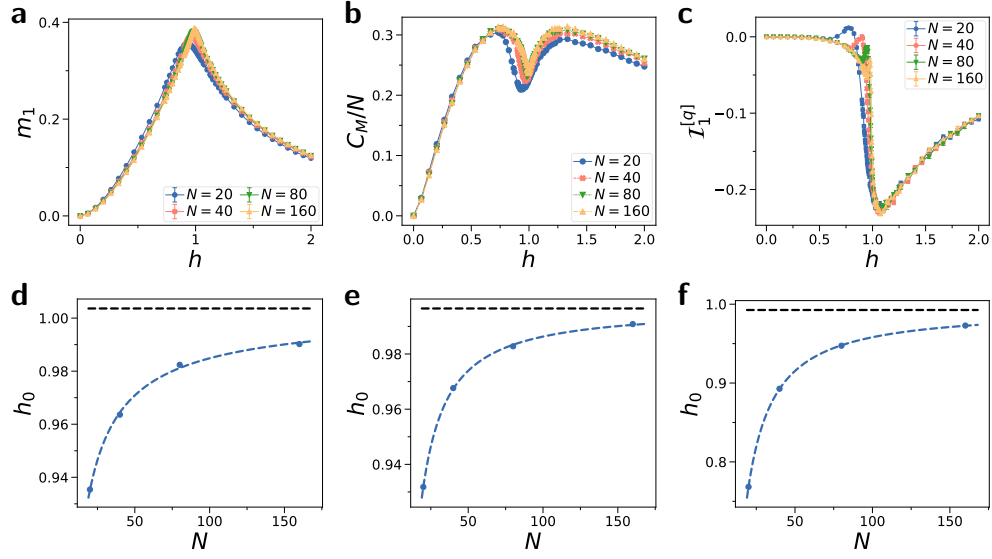 a
m₁
0.4
0.2
0.0
N = 20
N = 40
N = 80
N = 160
0
1
2
h
b
C_M/N
0.3
0.2
0.1
0.0
N = 20
N = 40
N = 80
N = 160
0.0
0.5
1.0
1.5
2.0
h
c
I₁^[q]
0.0
−0.1
−0.2
N = 20
N = 40
N = 80
N = 160
0.0
0.5
1.0
1.5
2.0
h
d
h₀
1.00
0.98
0.96
0.94
50
100
150
N
e
h₀
0.98
0.96
0.94
50
100
150
N
f
h₀
1.0
0.9
0.8
50
100
150
N